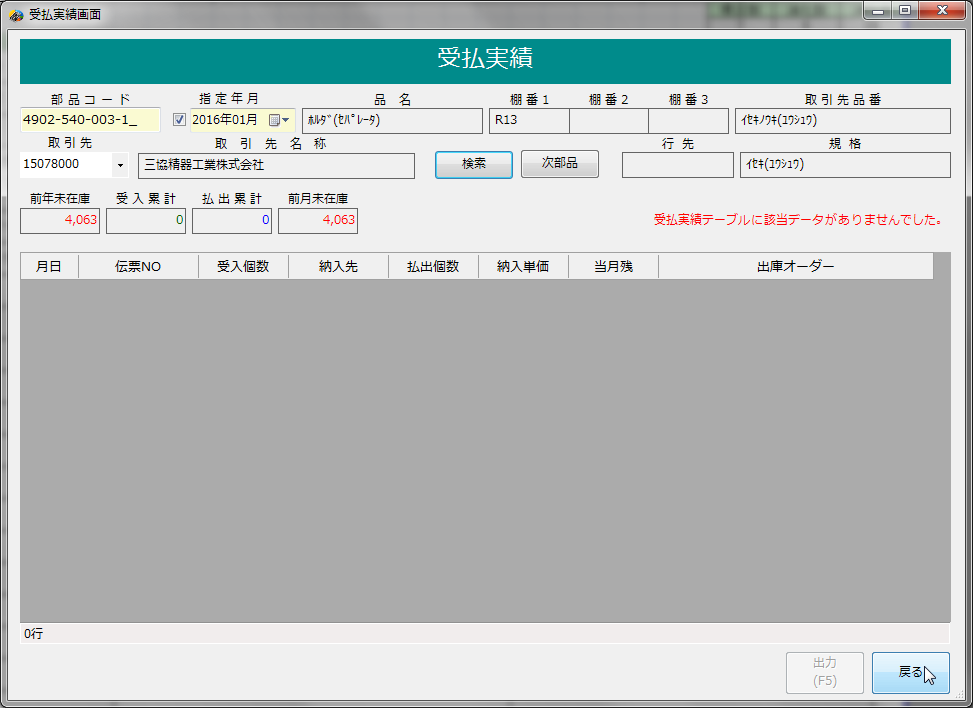 受払実績画面
受払実績
部品コード 指定年月 品 名 棚番1 棚番2 棚番3 取引先品番
4902-540-003-1_ 2016年01月 ﾎﾙﾀﾞ(ｾﾊﾟﾚｰﾀ) R13 ｲｾｷﾉｳｷ(ﾕｳｼｭﾂ)
取引先 取 引 先 名 称 行先 規格
15078000 三協精器工業株式会社 検索 次部品 ｲｾｷ(ﾕｳｼｭﾂ)
前年末在庫 受入累計 払出累計 前月末在庫
4,063 0 0 4,063 受払実績テーブルに該当データがありませんでした。
月日 伝票NO 受入個数 納入先 払出個数 納入単価 当月残 出庫オーダー
0行
出力
(F5)
戻る